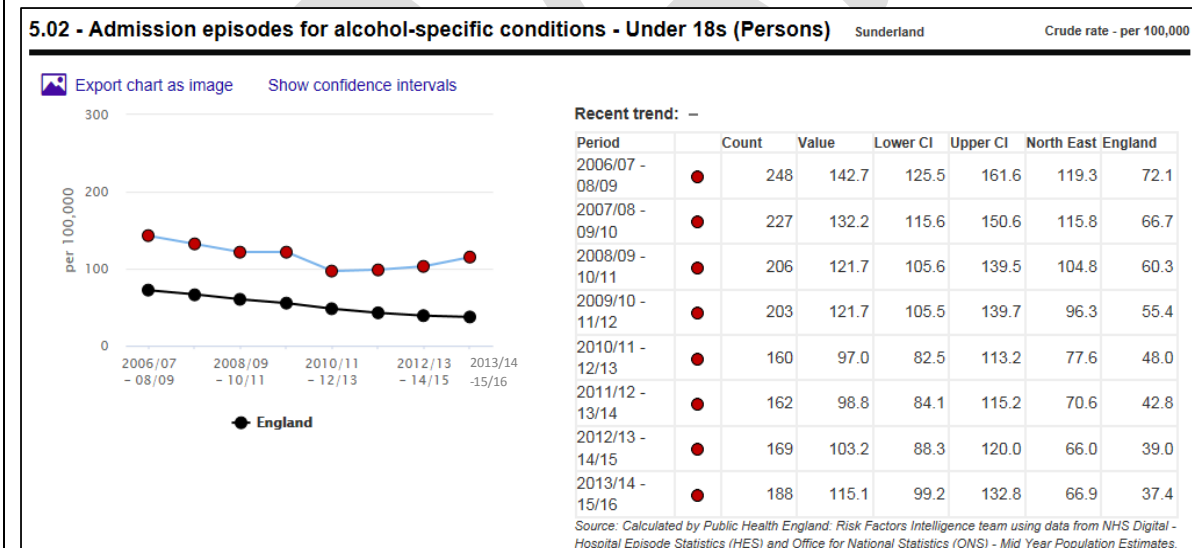 5.02 - Admission episodes for alcohol-specific conditions - Under 18s (Persons) Sunderland Crude rate - per 100,000
Export chart as image Show confidence intervals
300
200
100
0
per 100,000
2006/07 2008/09 2010/11 2012/13 2013/14
- 08/09 - 10/11 - 12/13 - 14/15 -15/16
England
Recent trend: –
Period Count Value Lower CI Upper CI North East England
2006/07 -
08/09 248 142.7 125.5 161.6 119.3 72.1
2007/08 -
09/10 227 132.2 115.6 150.6 115.8 66.7
2008/09 -
10/11 206 121.7 105.6 139.5 104.8 60.3
2009/10 -
11/12 203 121.7 105.5 139.7 96.3 55.4
2010/11 -
12/13 160 97.0 82.5 113.2 77.6 48.0
2011/12 -
13/14 162 98.8 84.1 115.2 70.6 42.8
2012/13 -
14/15 169 103.2 88.3 120.0 66.0 39.0
2013/14 -
15/16 188 115.1 99.2 132.8 66.9 37.4
Source: Calculated by Public Health England: Risk Factors Intelligence team using data from NHS Digital -
Hospital Episode Statistics (HES) and Office for National Statistics (ONS) - Mid Year Population Estimates.